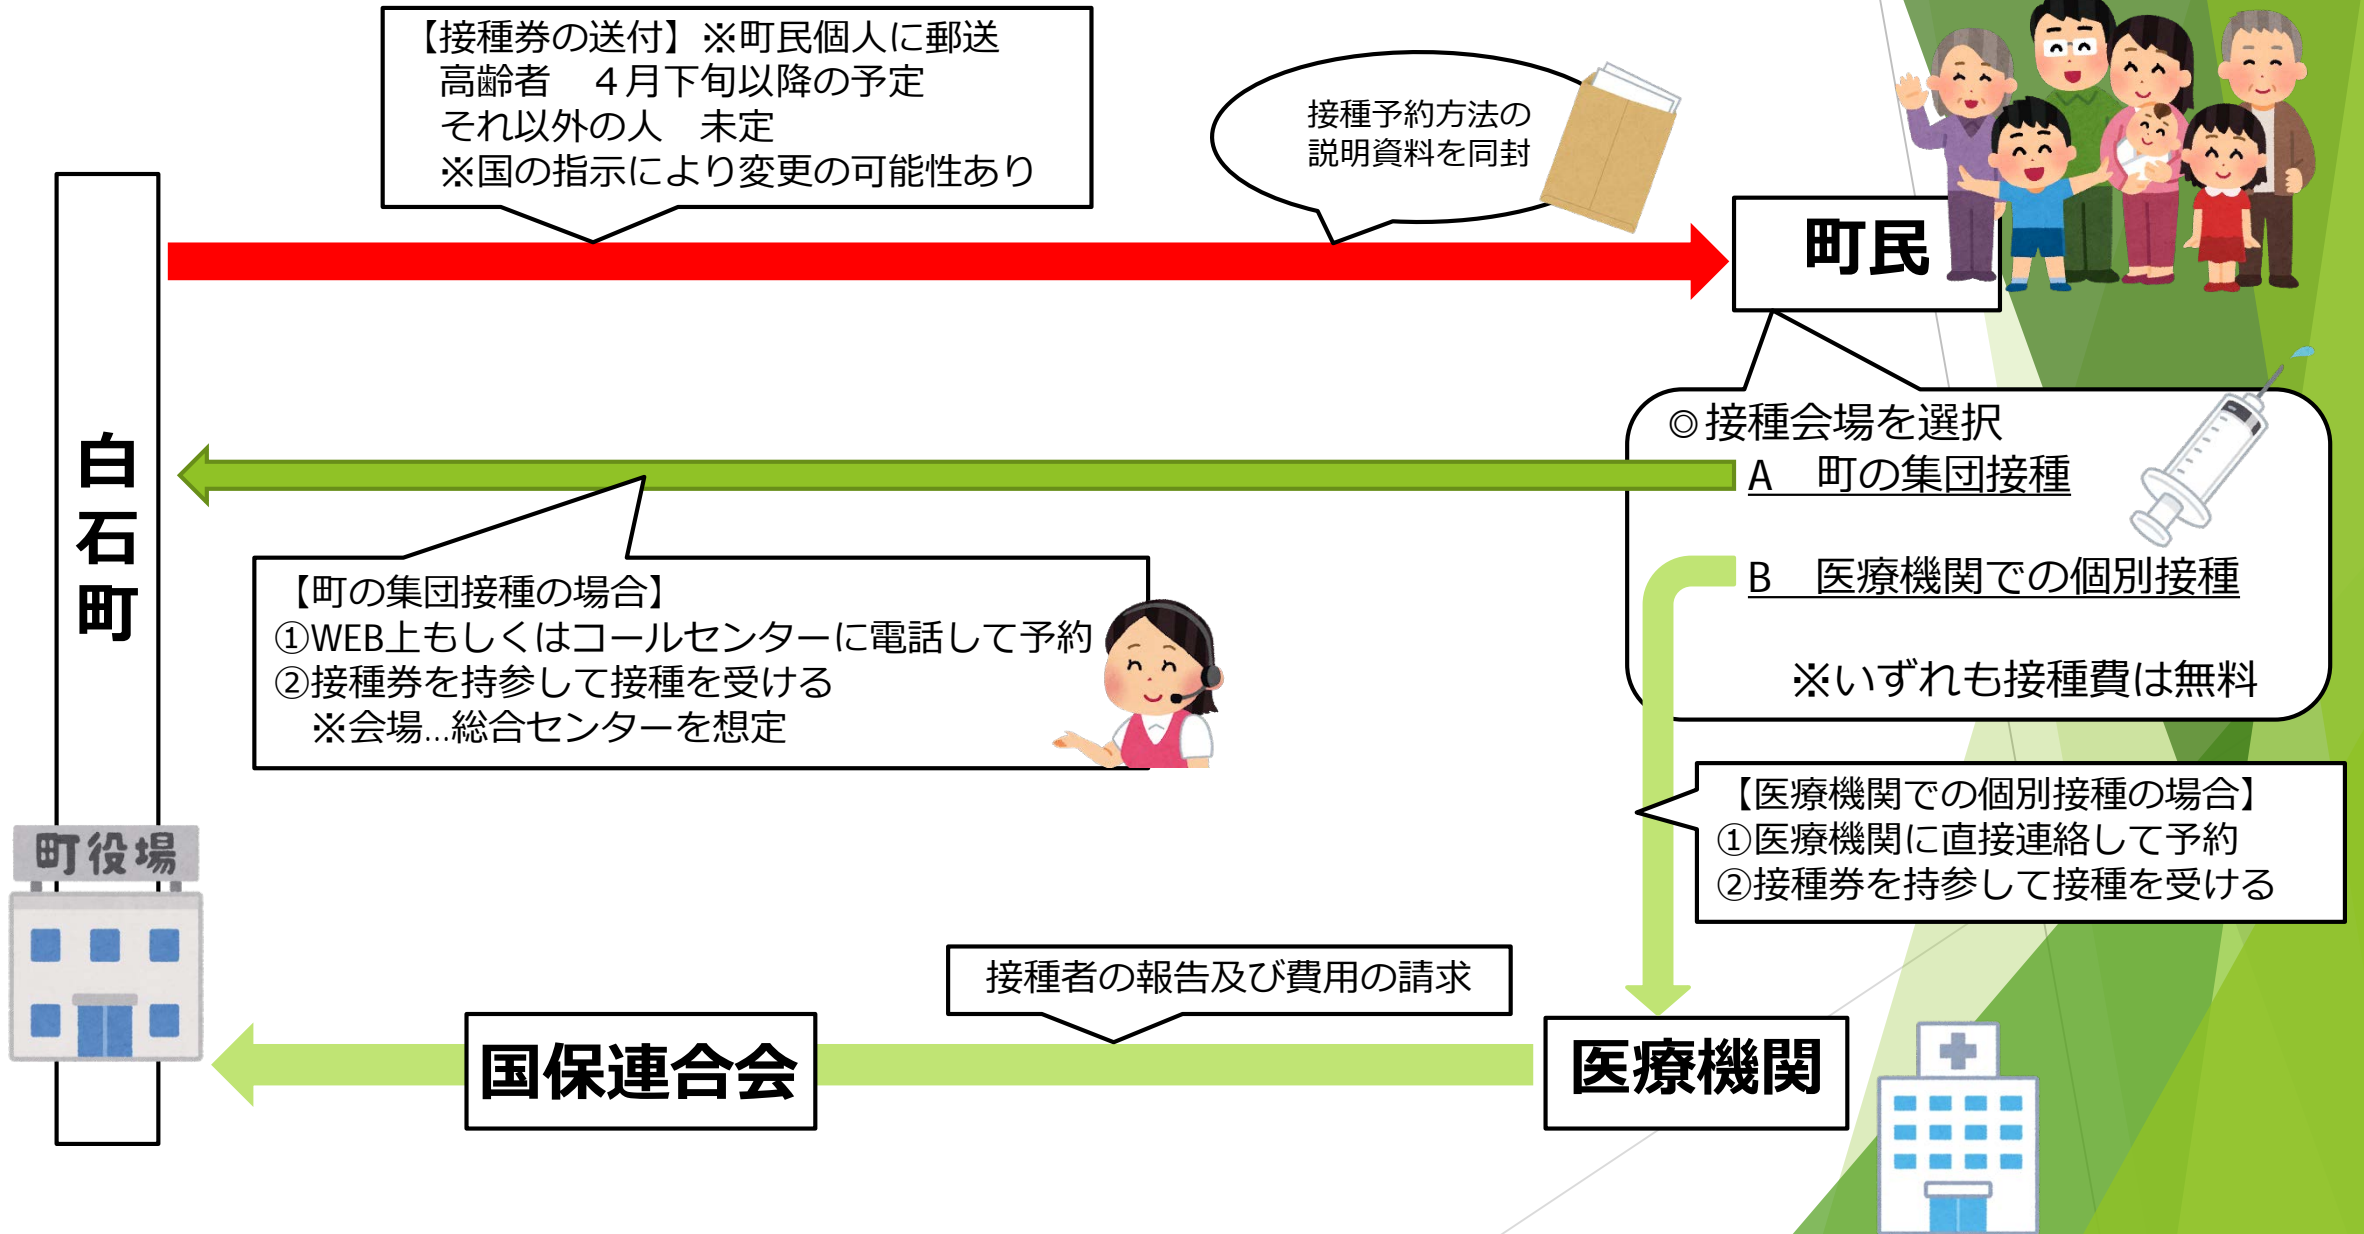 【接種券の送付】※町民個人に郵送
高齢者　４月下旬以降の予定
それ以外の人　未定
※国の指示により変更の可能性あり
接種予約方法の
説明資料を同封
町民
白石町
◎接種会場を選択
A　町の集団接種
B　医療機関での個別接種
※いずれも接種費は無料
【町の集団接種の場合】
①WEB上もしくはコールセンターに電話して予約
②接種券を持参して接種を受ける
※会場…総合センターを想定
【医療機関での個別接種の場合】
①医療機関に直接連絡して予約
②接種券を持参して接種を受ける
町役場
接種者の報告及び費用の請求
国保連合会
医療機関